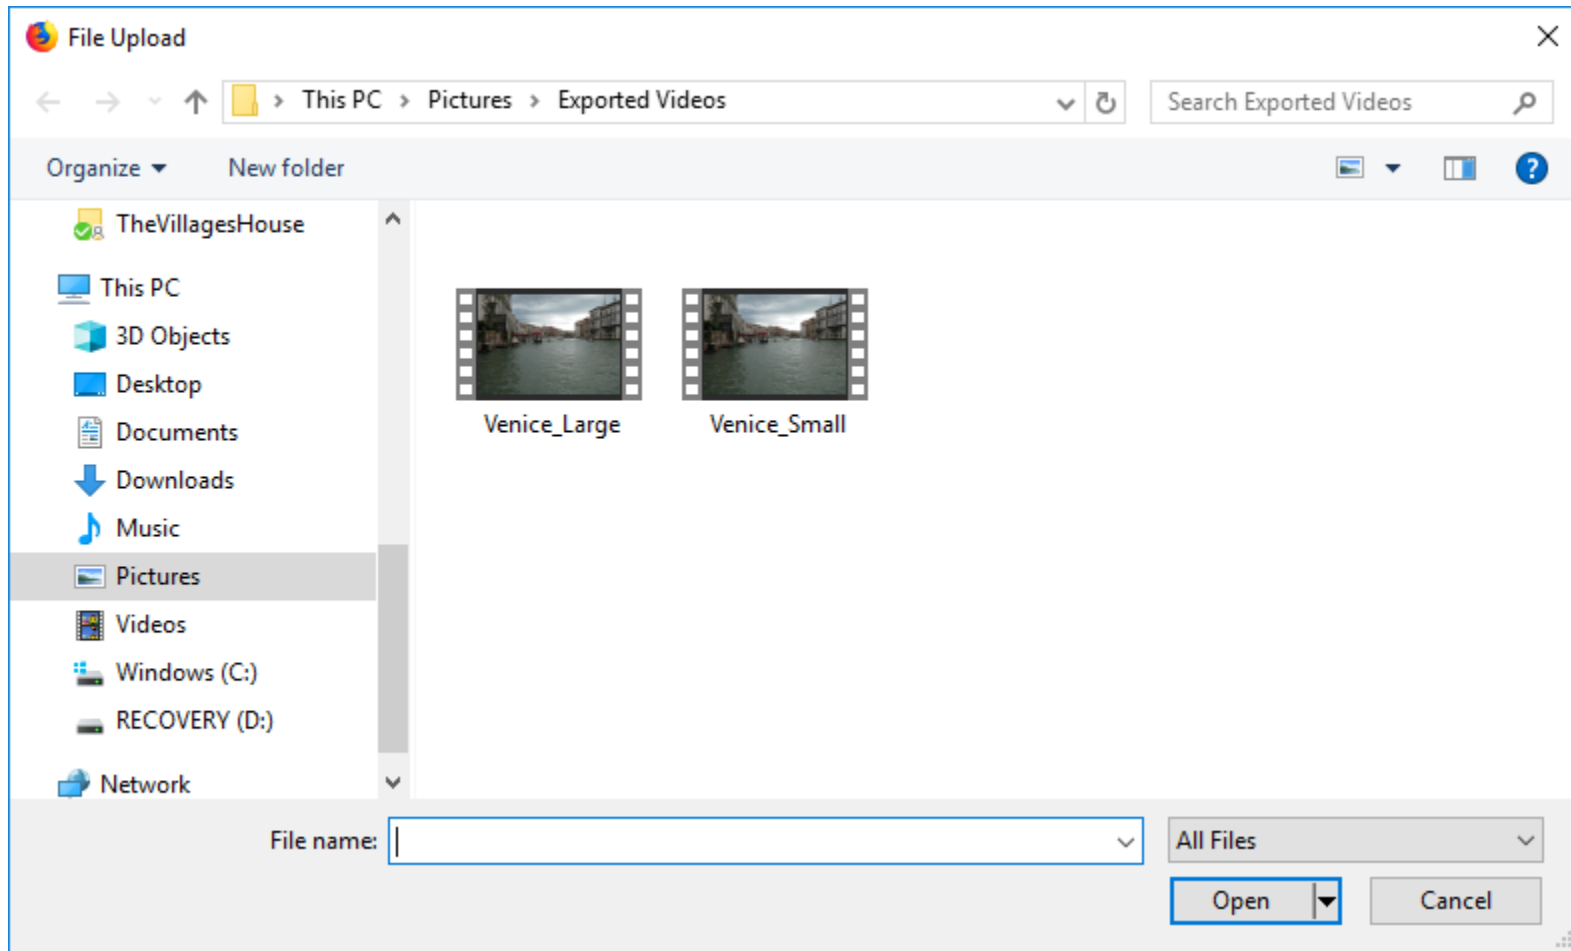 File Upload
This PC > Pictures > Exported Videos
Search Exported Videos
Organize
New folder
?
TheVillagesHouse
This PC
3D Objects
Desktop
Documents
Downloads
Music
Pictures
Videos
Windows (C:)
RECOVERY (D:)
Network
Venice_Large
Venice_Small
File name:
All Files
Open
Cancel